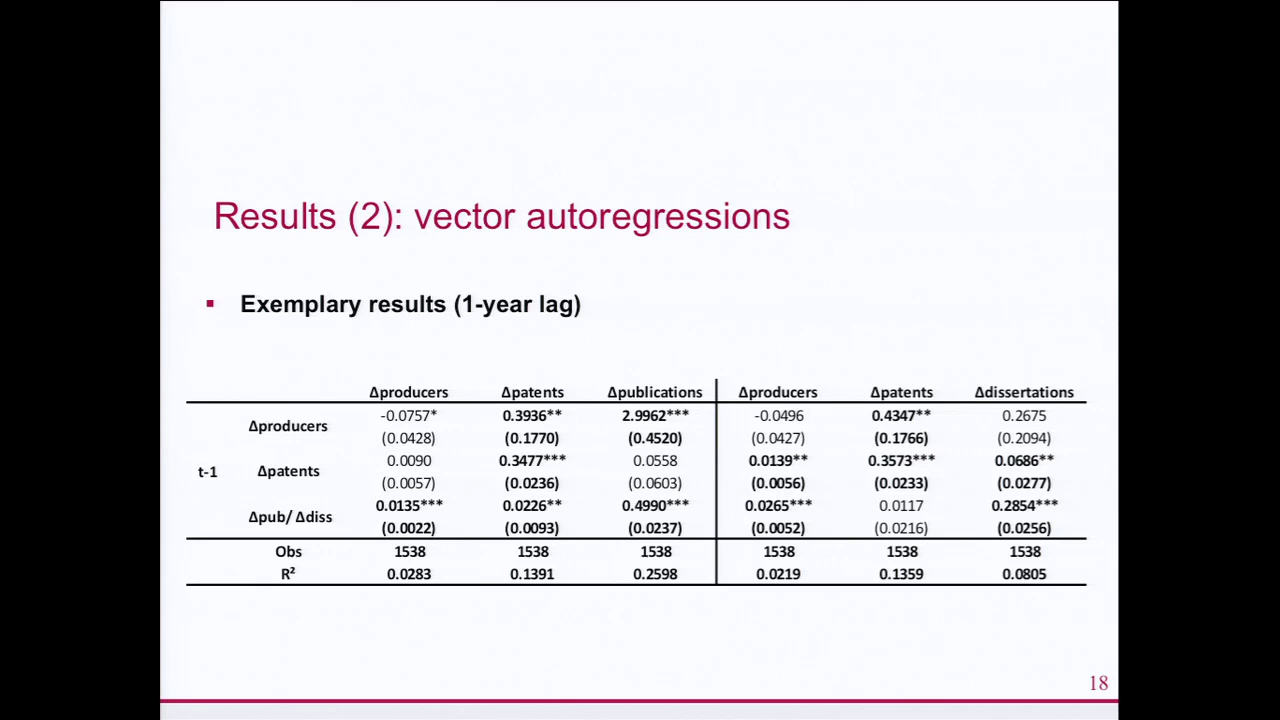 Results (2): vector autoregressions
▪ Exemplary results (1-year lag)
Δproducers Δpatents Δpublications Δproducers Δpatents Δdissertations
t-1
Δproducers -0.0757* 0.3936** 2.9962*** -0.0496 0.4347** 0.2675
(0.0428) (0.1770) (0.4520) (0.0427) (0.1766) (0.2094)
Δpatents 0.0090 0.3477*** 0.0558 0.0139** 0.3573*** 0.0686**
(0.0057) (0.0236) (0.0603) (0.0056) (0.0233) (0.0277)
Δpub/ Δdiss 0.0135*** 0.0226** 0.4990*** 0.0265*** 0.0117 0.2854***
(0.0022) (0.0093) (0.0237) (0.0052) (0.0216) (0.0256)
Obs 1538 1538 1538 1538 1538 1538
R² 0.0283 0.1391 0.2598 0.0219 0.1359 0.0805
18